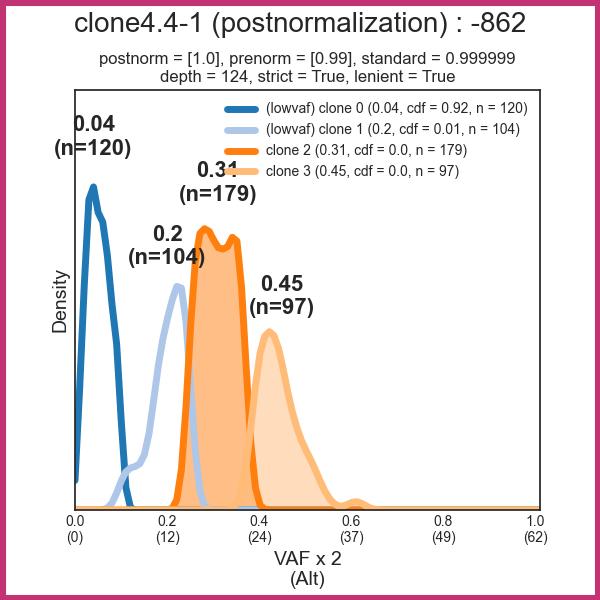 clone4.4-1 (postnormalization) : -862
postnorm = [1.0], prenorm = [0.99], standard = 0.999999
depth = 124, strict = True, lenient = True
(lowvaf) clone 0 (0.04, cdf = 0.92, n = 120)
(lowvaf) clone 1 (0.2, cdf = 0.01, n = 104)
clone 2 (0.31, cdf = 0.0, n = 179)
clone 3 (0.45, cdf = 0.0, n = 97)
0.04
(n=120)
0.31
(n=179)
0.2
(n=104)
0.45
(n=97)
Density
0.0 0.2 0.4 0.6 0.8 1.0
(0) (12) (24) (37) (49) (62)
VAF x 2
(Alt)